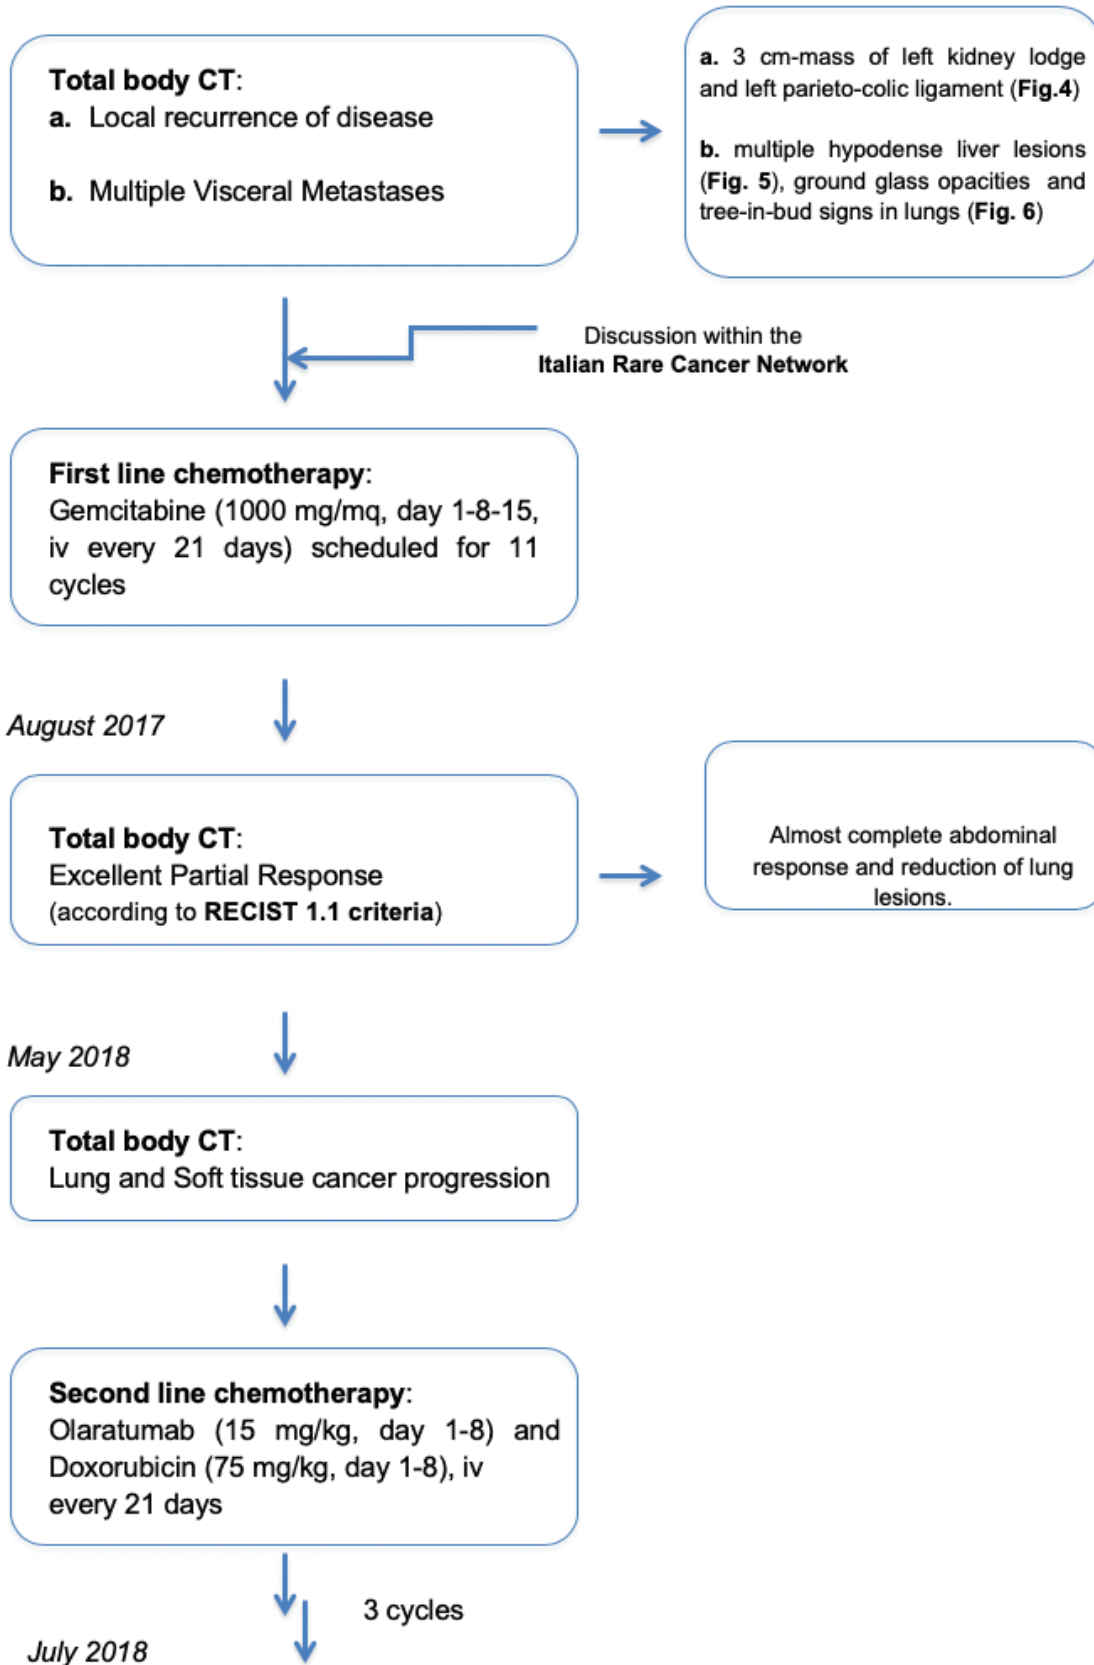 Total body CT:
a. Local recurrence of disease
b. Multiple Visceral Metastases
a. 3 cm-mass of left kidney lodge
and left parieto-colic ligament (Fig.4)
b. multiple hypodense liver lesions
(Fig. 5), ground glass opacities and
tree-in-bud signs in lungs (Fig. 6)
Discussion within the
Italian Rare Cancer Network
First line chemotherapy:
Gemcitabine (1000 mg/mq, day 1-8-15,
iv every 21 days) scheduled for 11
cycles
August 2017
Total body CT:
Excellent Partial Response
(according to RECIST 1.1 criteria)
Almost complete abdominal
response and reduction of lung
lesions.
May 2018
Total body CT:
Lung and Soft tissue cancer progression
Second line chemotherapy:
Olaratumab (15 mg/kg, day 1-8) and
Doxorubicin (75 mg/kg, day 1-8), iv
every 21 days
3 cycles
July 2018